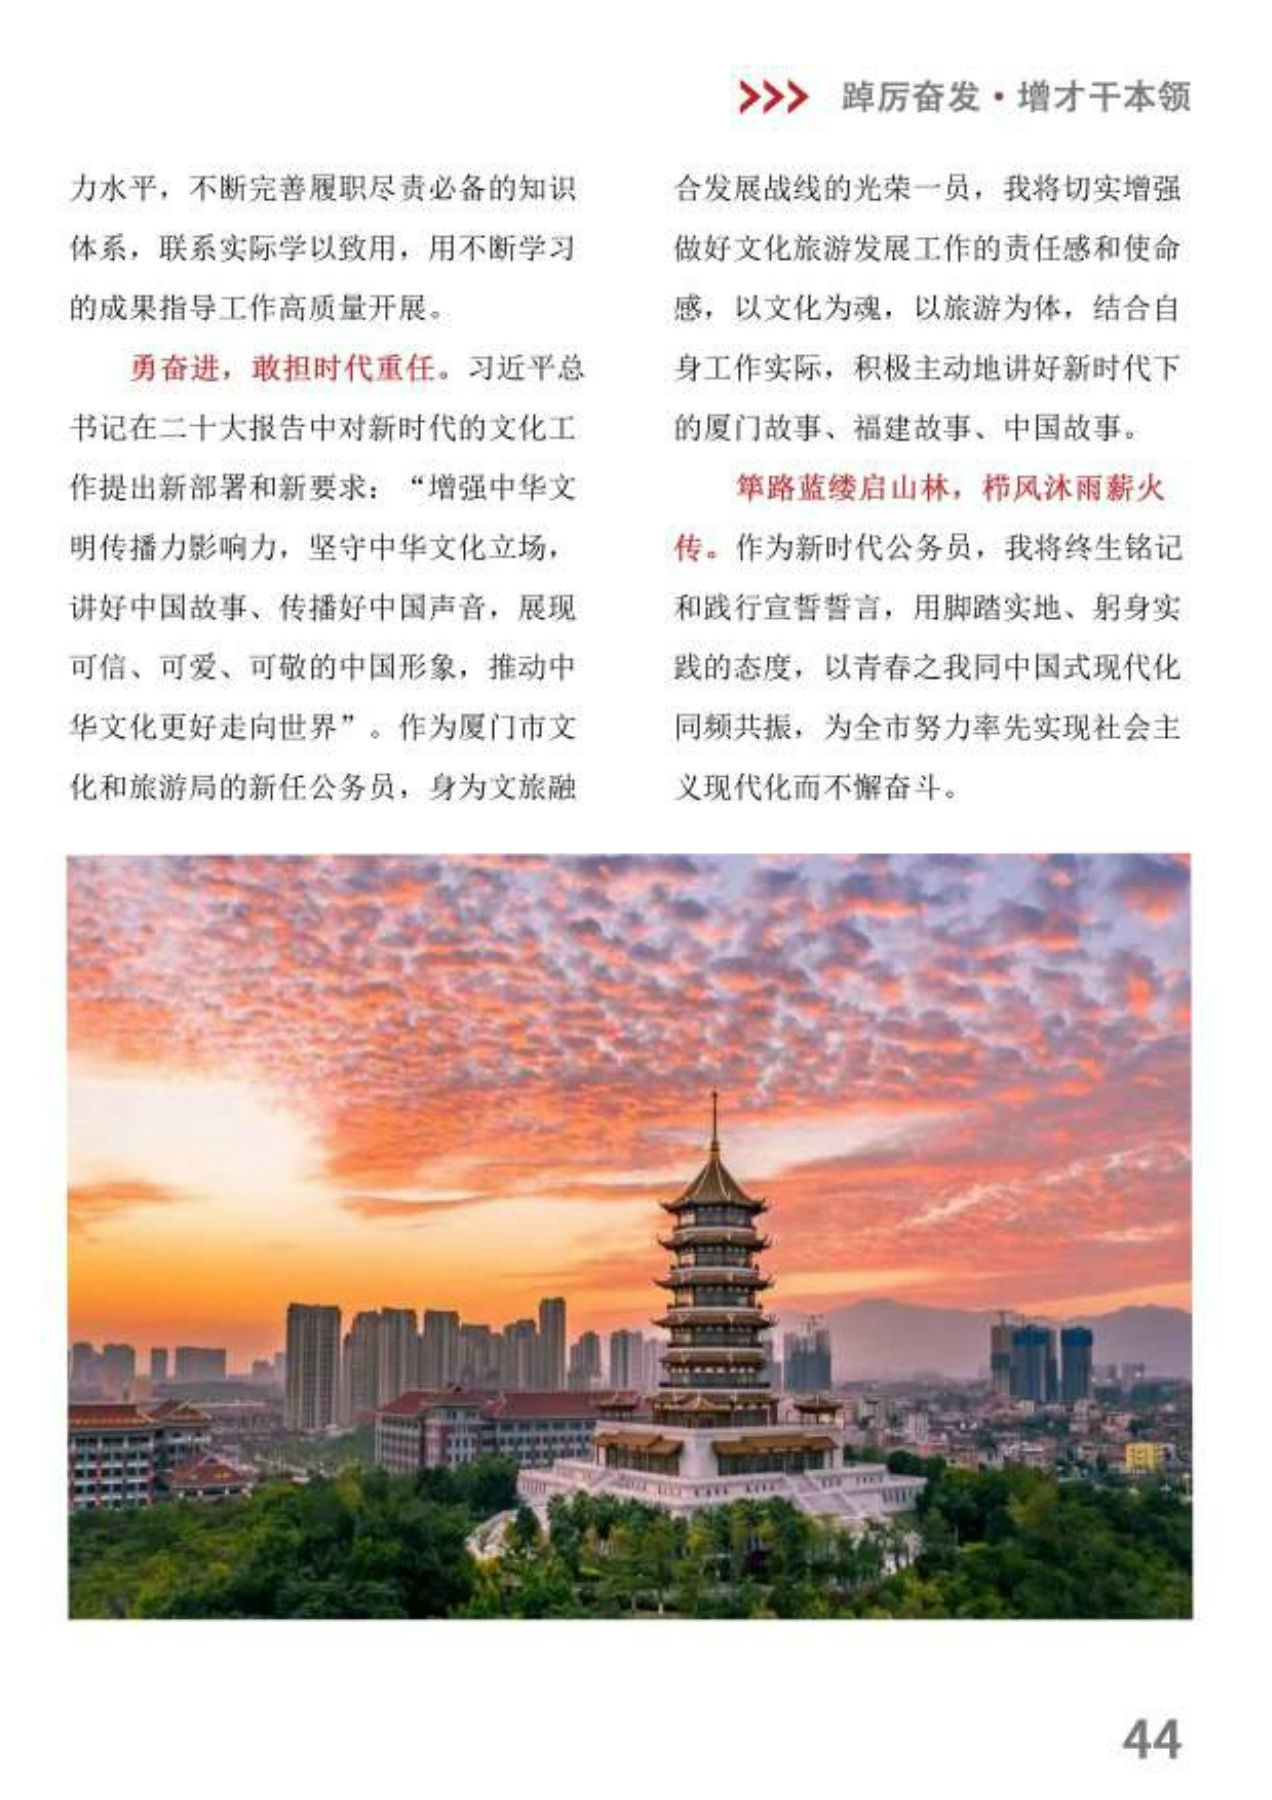 >>> 踔厉奋发·增才干本领
力水平，不断完善履职尽责必备的知识
体系，联系实际学以致用，用不断学习
的成果指导工作高质量开展。
勇奋进，敢担时代重任。习近平总
书记在二十大报告中对新时代的文化工
作提出新部署和新要求：“增强中华文
明传播力影响力，坚守中华文化立场，
讲好中国故事、传播好中国声音，展现
可信、可爱、可敬的中国形象，推动中
华文化更好走向世界”。作为厦门市文
化和旅游局的新任公务员，身为文旅融
合发展战线的光荣一员，我将切实增强
做好文化旅游发展工作的责任感和使命
感，以文化为魂，以旅游为体，结合自
身工作实际，积极主动地讲好新时代下
的厦门故事、福建故事、中国故事。
筚路蓝缕启山林，栉风沐雨薪火
传。作为新时代公务员，我将终生铭记
和践行宣誓誓言，用脚踏实地、躬身实
践的态度，以青春之我同中国式现代化
同频共振，为全市努力率先实现社会主
义现代化而不懈奋斗。
44